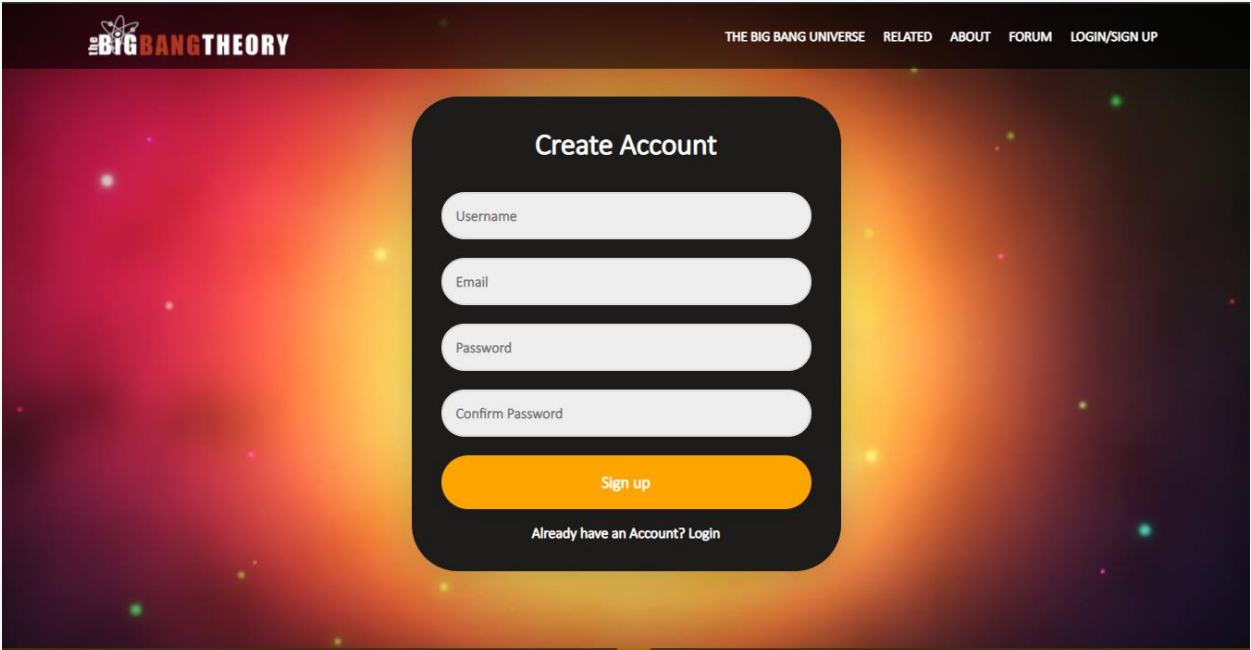 the BIG BANG THEORY
THE BIG BANG UNIVERSE RELATED ABOUT FORUM LOGIN/SIGN UP
Create Account
Username
Email
Password
Confirm Password
Sign up
Already have an Account? Login